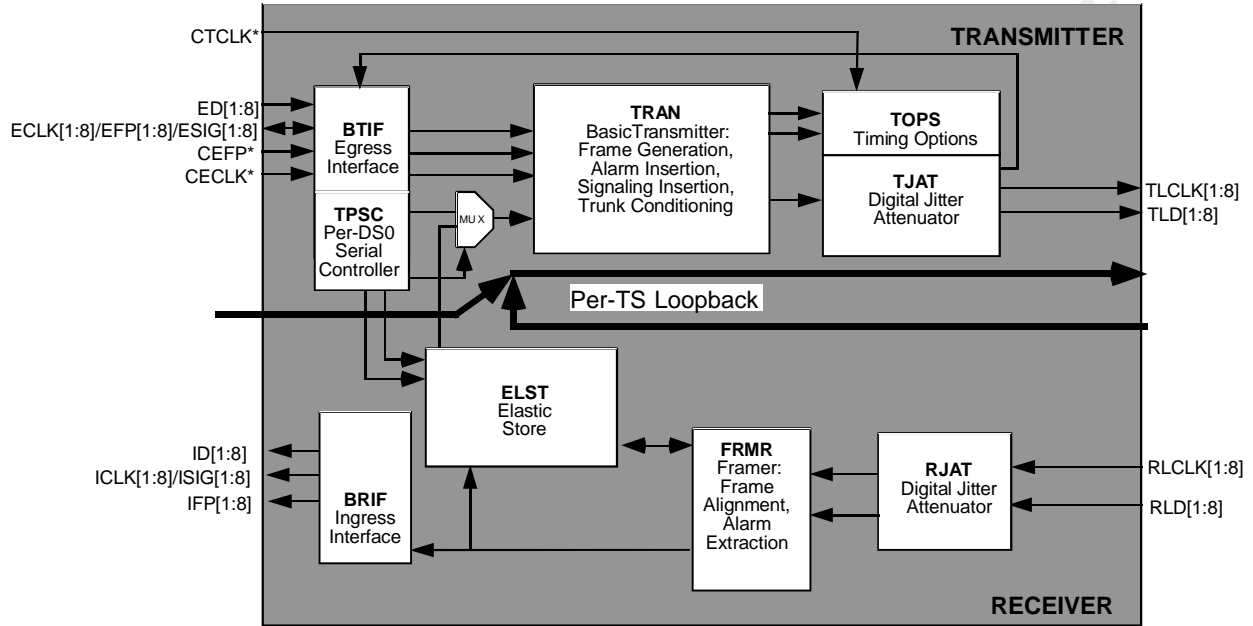 CTCLK*
TRANSMITTER
ED[1:8]
ECLK[1:8]/EFP[1:8]/ESIG[1:8]
CEFP*
CECLK*
BTIF
Egress
Interface
TPSC
Per-DS0
Serial
Controller
MUX
TRAN
BasicTransmitter:
Frame Generation,
Alarm Insertion,
Signaling Insertion,
Trunk Conditioning
TOPS
Timing Options
TJAT
Digital Jitter
Attenuator
TLCLK[1:8]
TLD[1:8]
Per-TS Loopback
ELST
Elastic
Store
ID[1:8]
ICLK[1:8]/ISIG[1:8]
IFP[1:8]
BRIF
Ingress
Interface
FRMR
Framer:
Frame
Alignment,
Alarm
Extraction
RJAT
Digital Jitter
Attenuator
RLCLK[1:8]
RLD[1:8]
RECEIVER